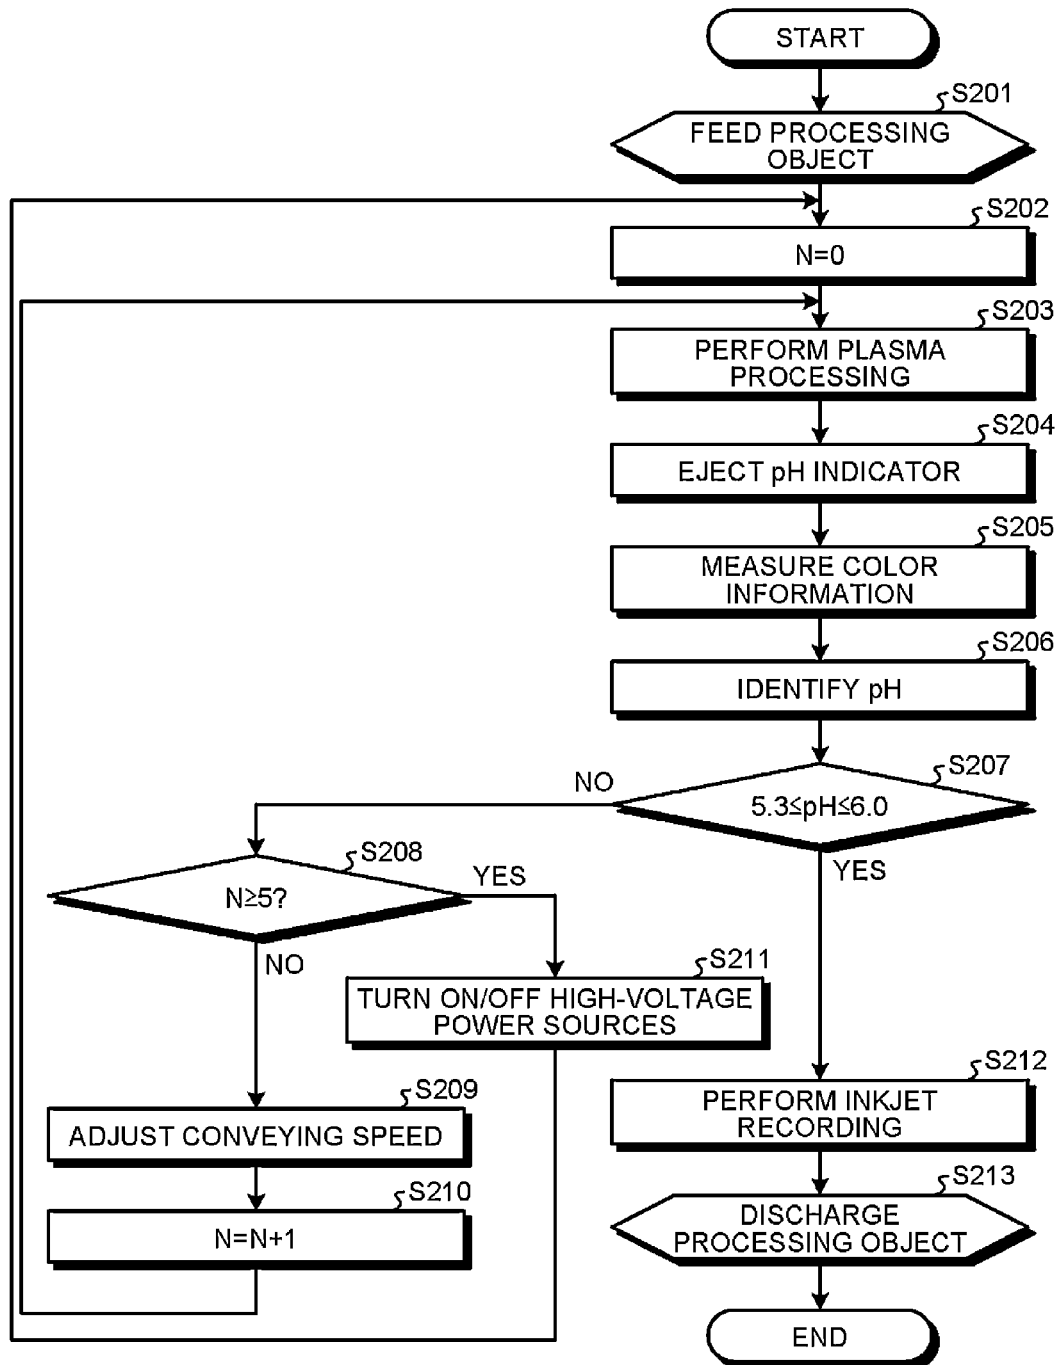 START
S201
FEED PROCESSING
OBJECT
S202
N=0
S203
PERFORM PLASMA
PROCESSING
S204
EJECT pH INDICATOR
S205
MEASURE COLOR
INFORMATION
S206
IDENTIFY pH
S207
5.3≤pH≤6.0
NO
YES
S208
N≥5?
YES
NO
S211
TURN ON/OFF HIGH-VOLTAGE
POWER SOURCES
S209
ADJUST CONVEYING SPEED
S210
N=N+1
S212
PERFORM INKJET
RECORDING
S213
DISCHARGE
PROCESSING OBJECT
END